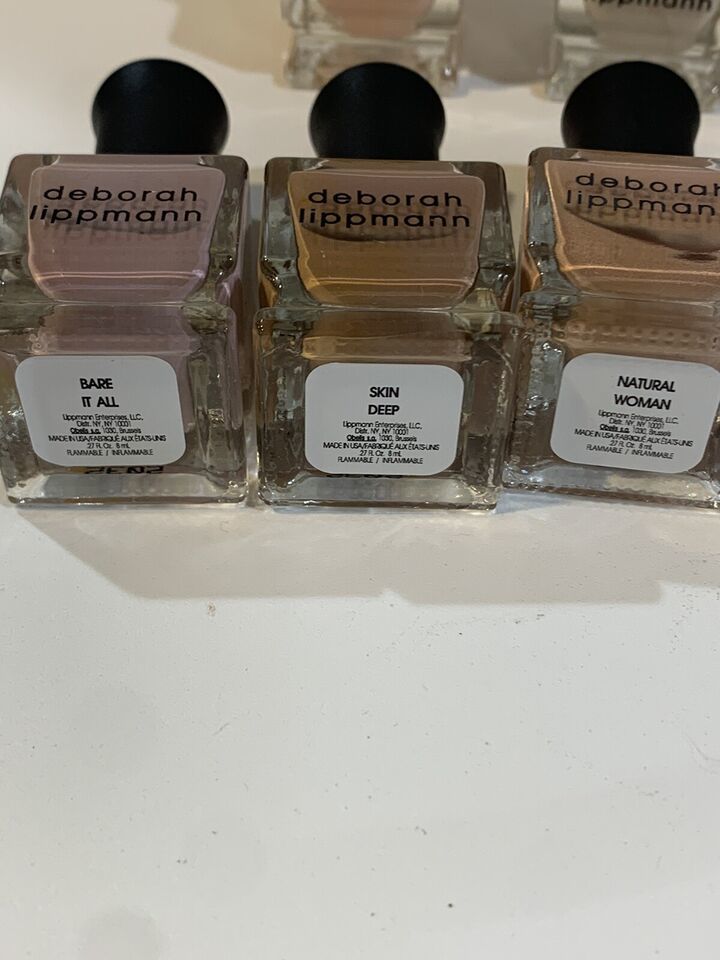 lippmann
deborah
lippmann
deborah
lippmann
deborah
lippmann
BARE
IT ALL
Lippmann Enterprises, LLC.
Distr. NY, NY 10001
Obelis s.a. 1030, Brussels
MADE IN USA/FABRIQUÉ AUX ÉTATS-UNIS
.27 Fl. Oz. 8 mL
FLAMMABLE / INFLAMMABLE
SKIN
DEEP
Lippmann Enterprises, LLC.
Distr. NY, NY 10001
Obelis s.a. 1030, Brussels
MADE IN USA/FABRIQUÉ AUX ÉTATS-UNIS
.27 Fl. Oz. 8 mL
FLAMMABLE / INFLAMMABLE
NATURAL
WOMAN
Lippmann Enterprises, LLC.
Distr. NY, NY 10001
Obelis s.a. 1030, Brussels
MADE IN USA/FABRIQUÉ AUX ÉTATS-UNIS
.27 Fl. Oz. 8 mL
FLAMMABLE / INFLAMMABLE